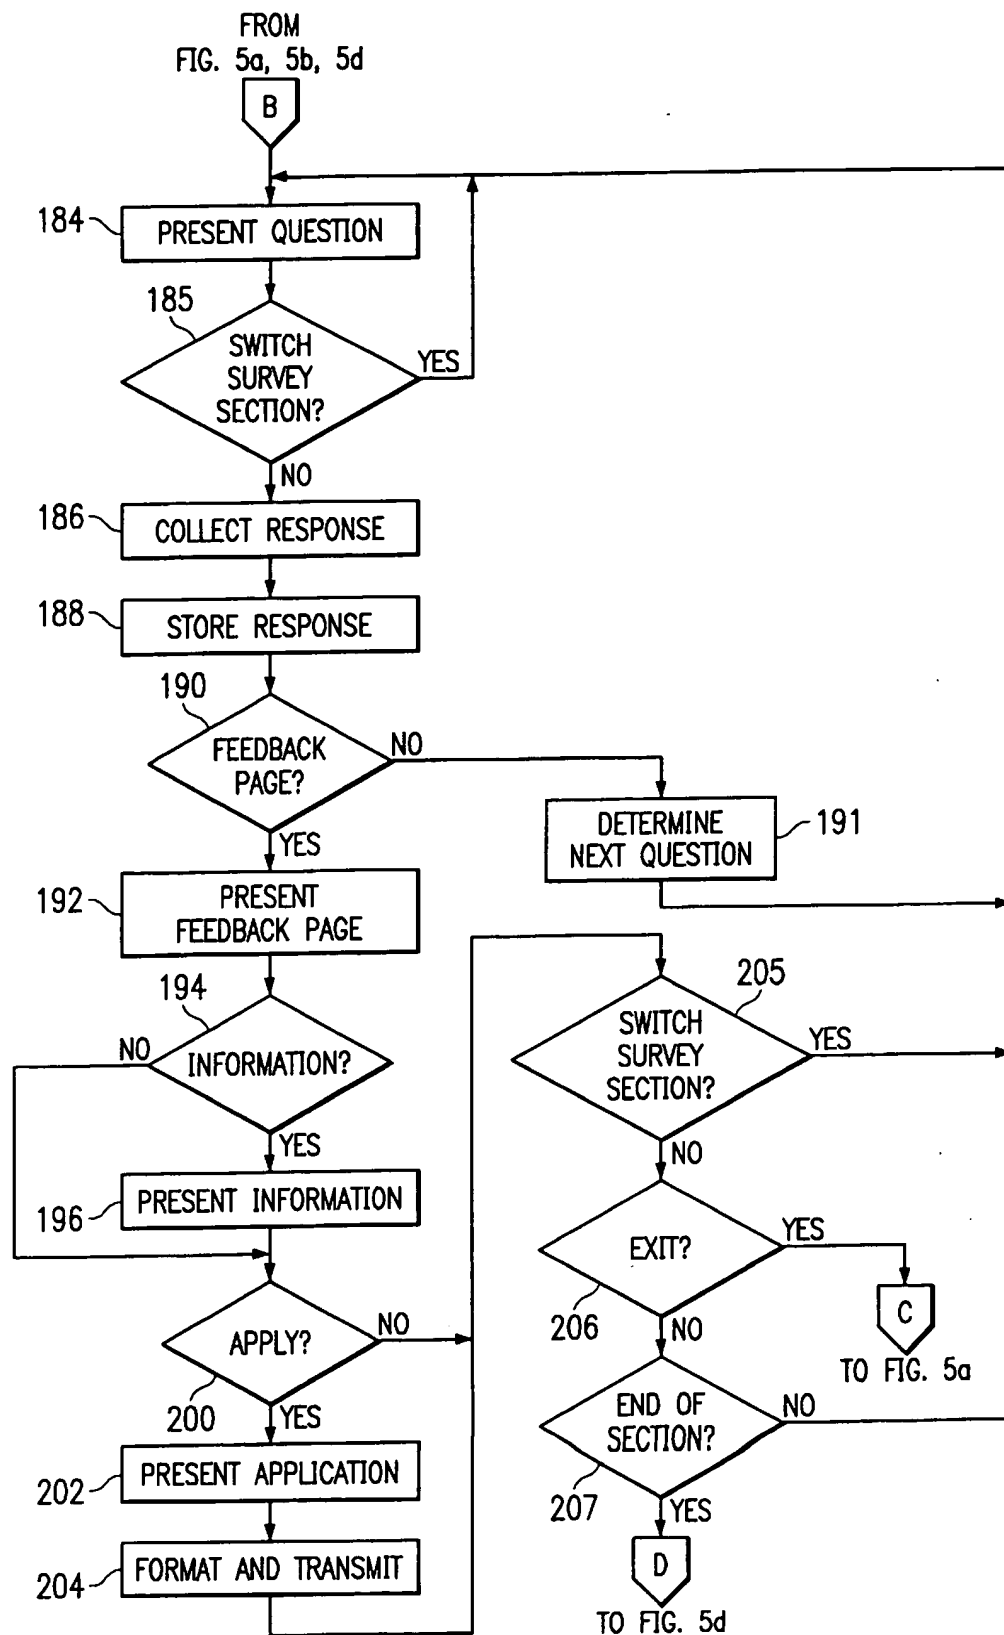 FROM
FIG. 5a, 5b, 5d
B
184
PRESENT QUESTION
185
SWITCH
SURVEY
SECTION?
YES
NO
186
COLLECT RESPONSE
188
STORE RESPONSE
190
FEEDBACK
PAGE?
NO
YES
DETERMINE
NEXT QUESTION
191
192
PRESENT
FEEDBACK PAGE
194
INFORMATION?
NO
YES
196
PRESENT INFORMATION
APPLY?
NO
200
YES
202
PRESENT APPLICATION
204
FORMAT AND TRANSMIT
205
SWITCH
SURVEY
SECTION?
YES
NO
EXIT?
YES
206
NO
C
TO FIG. 5a
END OF
SECTION?
NO
207
YES
D
TO FIG. 5d